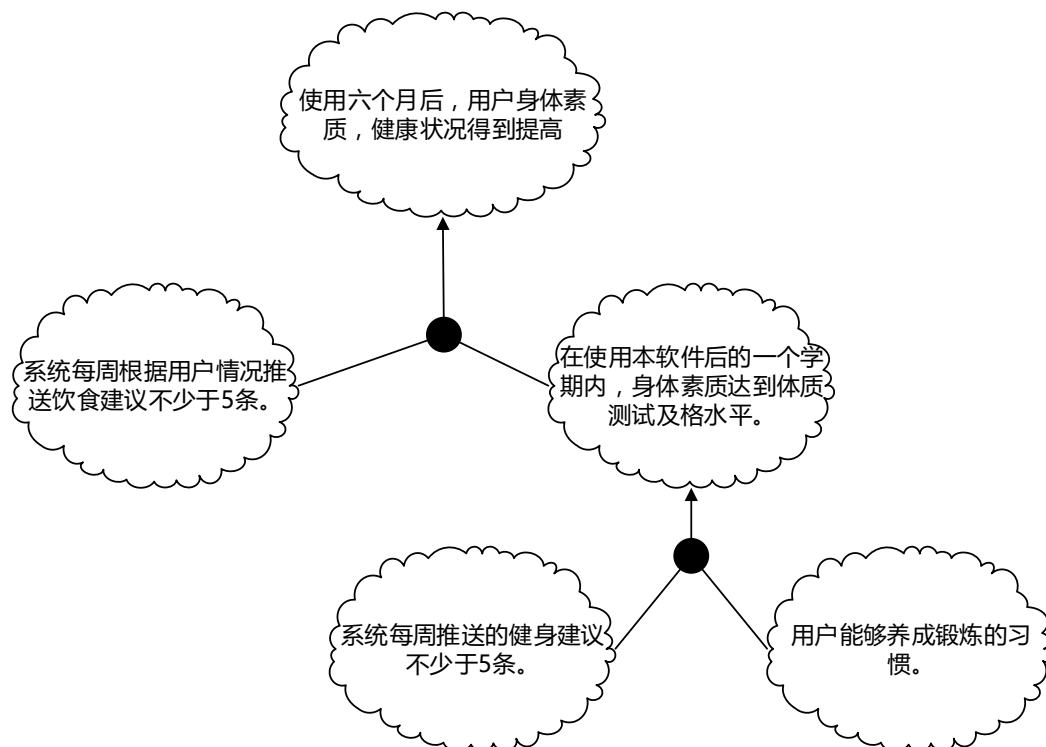 使用六个月后，用户身体素
质，健康状况得到提高
系统每周根据用户情况推
送饮食建议不少于5条。
在使用本软件后的一个学
期内，身体素质达到体质
测试及格水平。
系统每周推送的健身建议
不少于5条。
用户能够养成锻炼的习
惯。